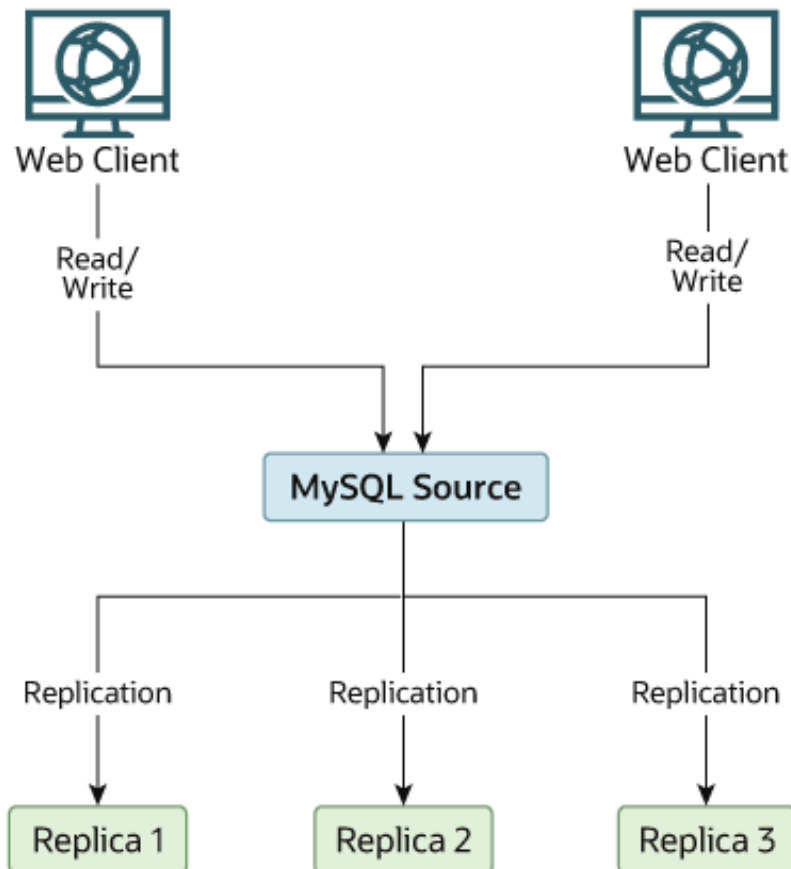 Web Client
Web Client
Read/
Write
Read/
Write
MySQL Source
Replication
Replication
Replication
Replica 1
Replica 2
Replica 3